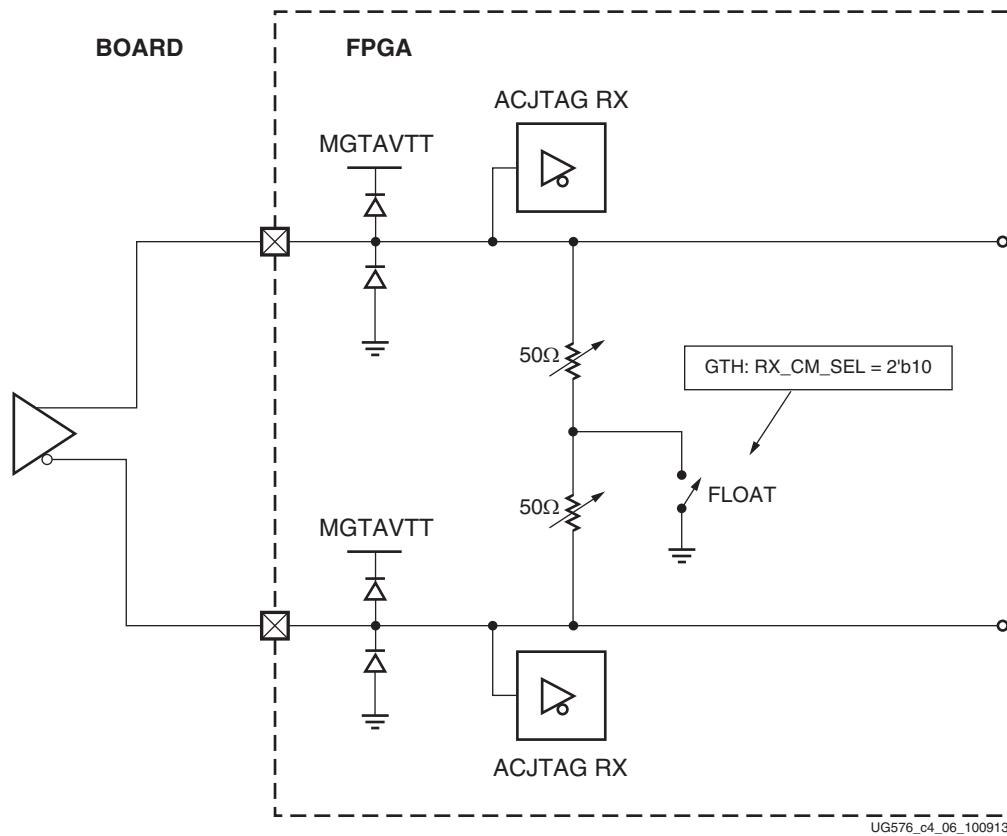 BOARD
FPGA
ACJTAG RX
MGTAVTT
50Ω
GTH: RX_CM_SEL = 2'b10
FLOAT
50Ω
MGTAVTT
ACJTAG RX
UG576_c4_06_100913